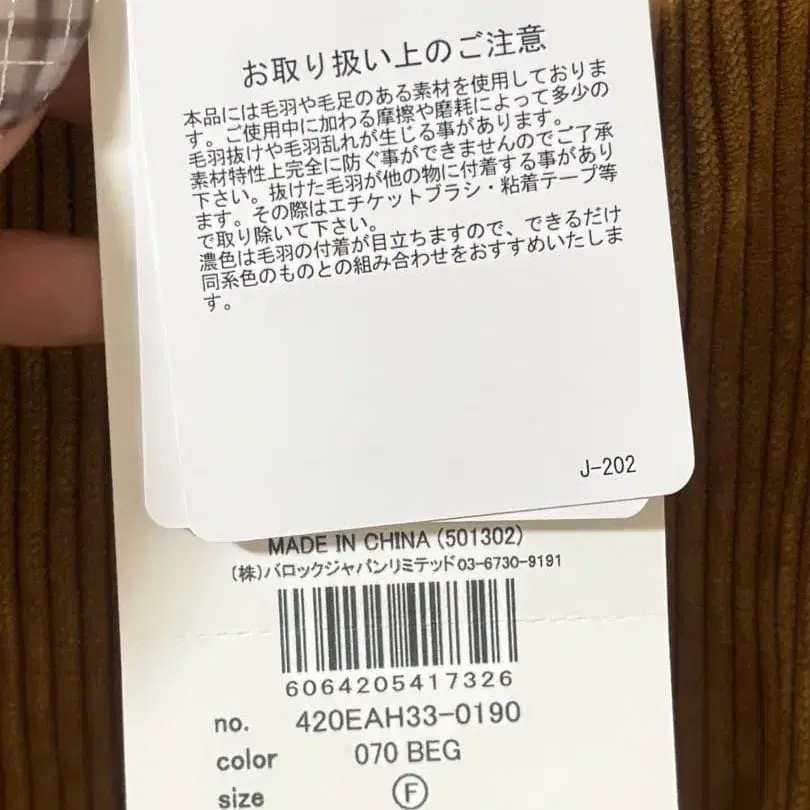 お取り扱い上のご注意
本品には毛羽や毛足のある素材を使用しておりま
す。ご使用中に加わる摩擦や磨耗によって多少の
毛羽抜けや毛羽乱れが生じる事があります。
素材特性上完全に防ぐ事ができませんのでご了承
下さい。抜けた毛羽が他の物に付着する事があり
ます。その際はエチケットブラシ・粘着テープ等
で取り除いて下さい。
濃色は毛羽の付着が目立ちますので、できるだけ
同系色のものとの組み合わせをおすすめいたしま
す。
J-202
MADE IN CHINA (501302)
(株)バロックジャパンリミテッド03-6730-9191
6064205417326
no. 420EAH33-0190
color 070 BEG
size F